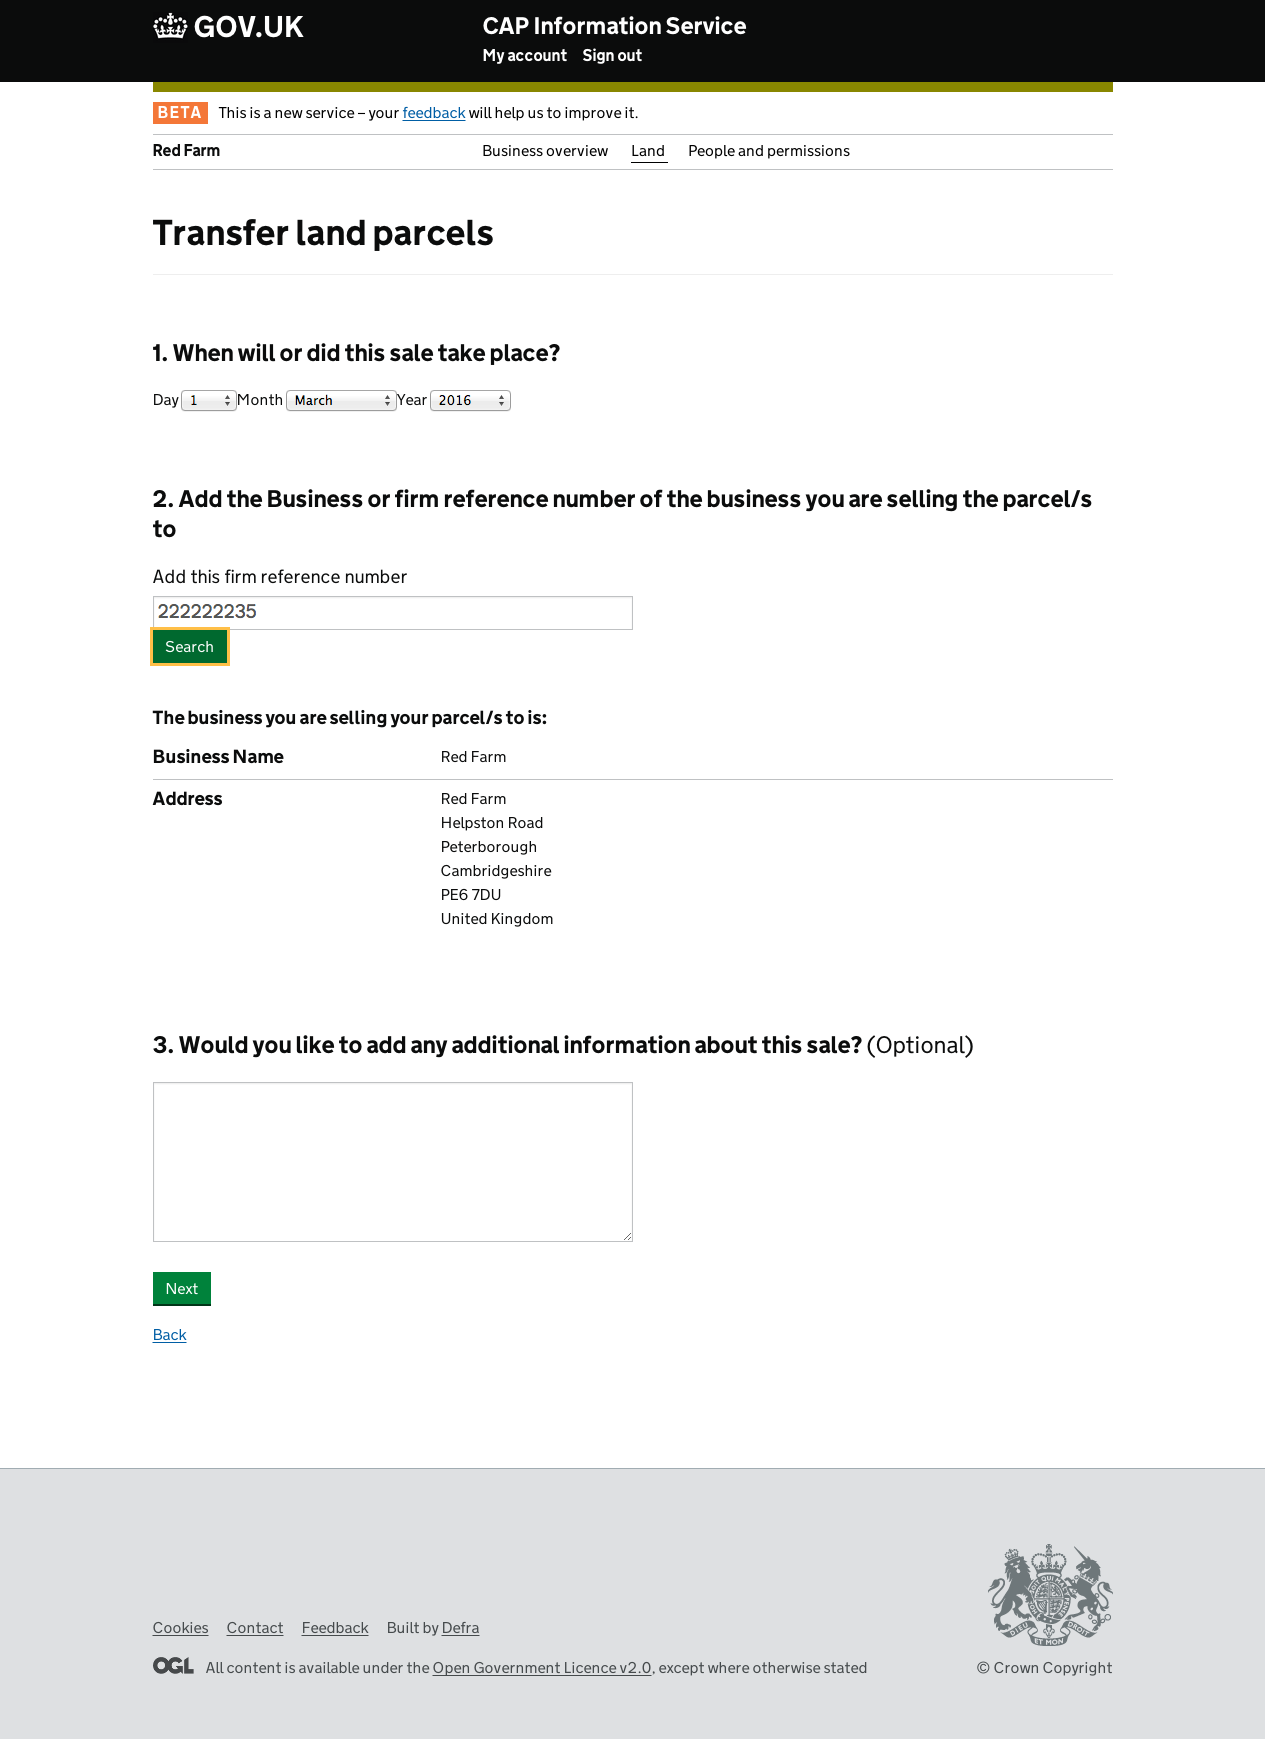 GOV.UK
CAP Information Service
My account Sign out
BETA This is a new service – your feedback will help us to improve it.
Red Farm Business overview Land People and permissions
Transfer land parcels
1. When will or did this sale take place?
Day 1 Month March Year 2016
2. Add the Business or firm reference number of the business you are selling the parcel/s
to
Add this firm reference number
222222235
Search
The business you are selling your parcel/s to is:
Business Name Red Farm
Address Red Farm
Helpston Road
Peterborough
Cambridgeshire
PE6 7DU
United Kingdom
3. Would you like to add any additional information about this sale? (Optional)
Next
Back
Cookies Contact Feedback Built by Defra
OGL All content is available under the Open Government Licence v2.0, except where otherwise stated
© Crown Copyright